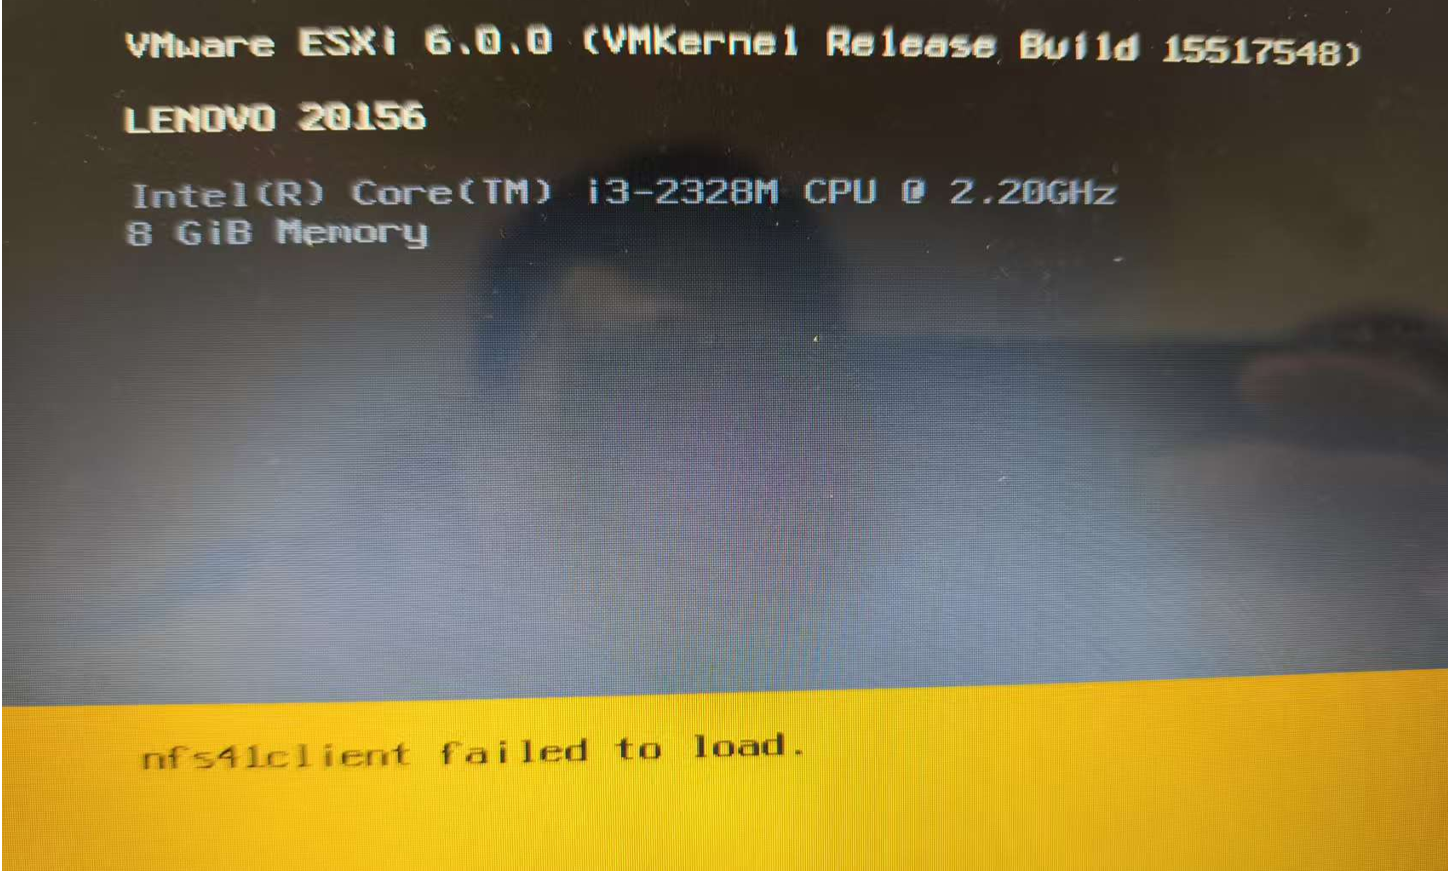 VMware ESXi 6.0.0 (VMKernel Release Build 15517548)
LENOVO 20156
Intel(R) Core(TM) i3-2328M CPU @ 2.20GHz
8 GiB Memory
nfs41client failed to load.